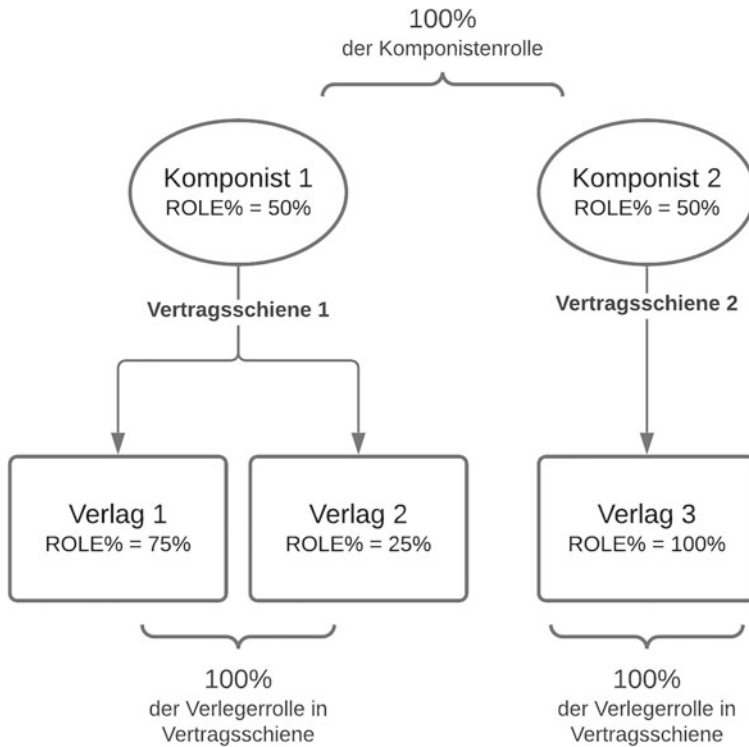 100%
der Komponistenrolle
Komponist 1
ROLE% = 50%
Komponist 2
ROLE% = 50%
Vertragsschiene 1
Vertragsschiene 2
Verlag 1
ROLE% = 75%
Verlag 2
ROLE% = 25%
Verlag 3
ROLE% = 100%
100%
der Verlegerrolle in
Vertragsschiene
100%
der Verlegerrolle in
Vertragsschiene